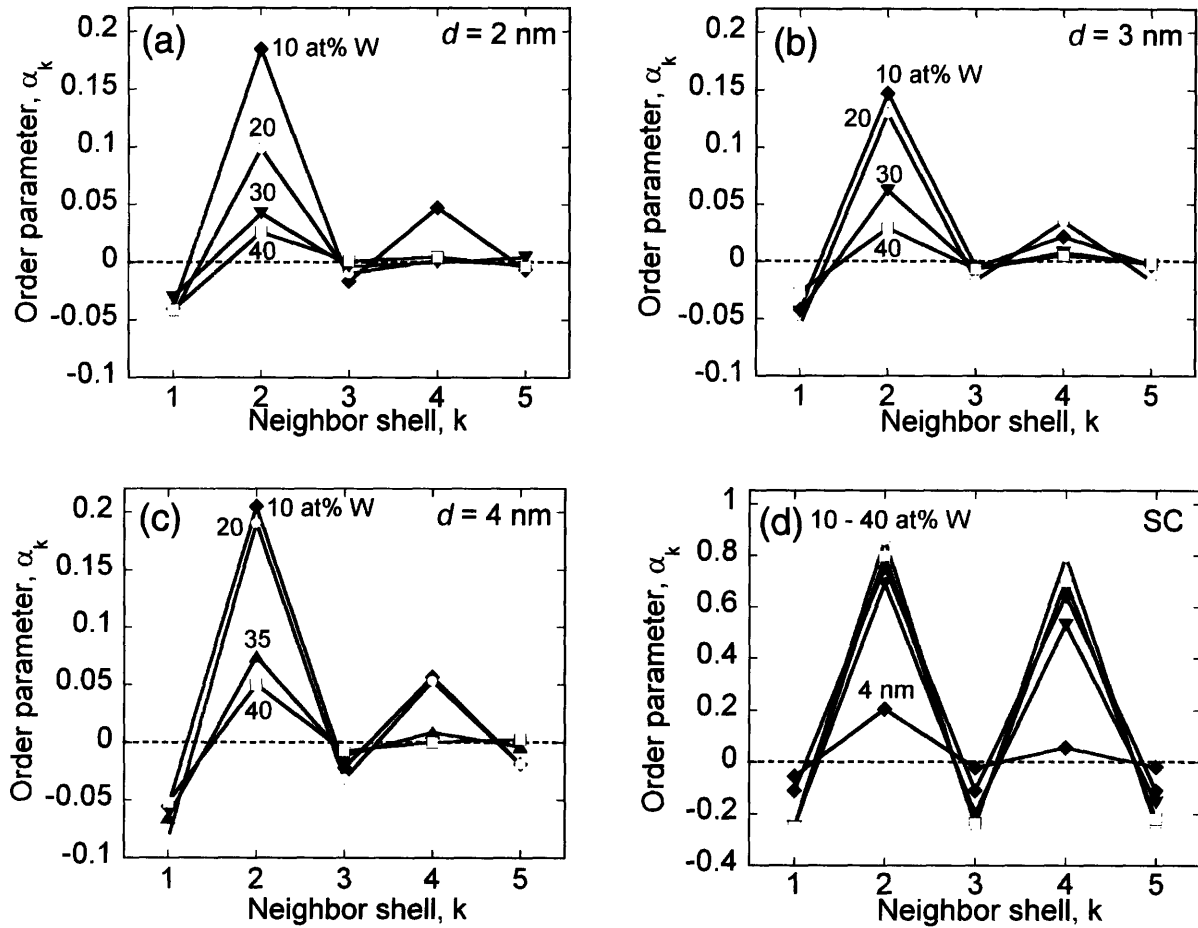 (a)
d = 2 nm
10 at% W
20
30
40
0.2
0.15
0.1
0.05
0
-0.05
-0.1
Order parameter, αk
1 2 3 4 5
Neighbor shell, k
(b)
d = 3 nm
10 at% W
20
30
40
0.2
0.15
0.1
0.05
0
-0.05
-0.1
Order parameter, αk
1 2 3 4 5
Neighbor shell, k
(c)
d = 4 nm
10 at% W
20
35
40
0.2
0.15
0.1
0.05
0
-0.05
-0.1
Order parameter, αk
1 2 3 4 5
Neighbor shell, k
(d)
10 - 40 at% W
SC
4 nm
1
0.8
0.6
0.4
0.2
0
-0.2
-0.4
Order parameter, αk
1 2 3 4 5
Neighbor shell, k